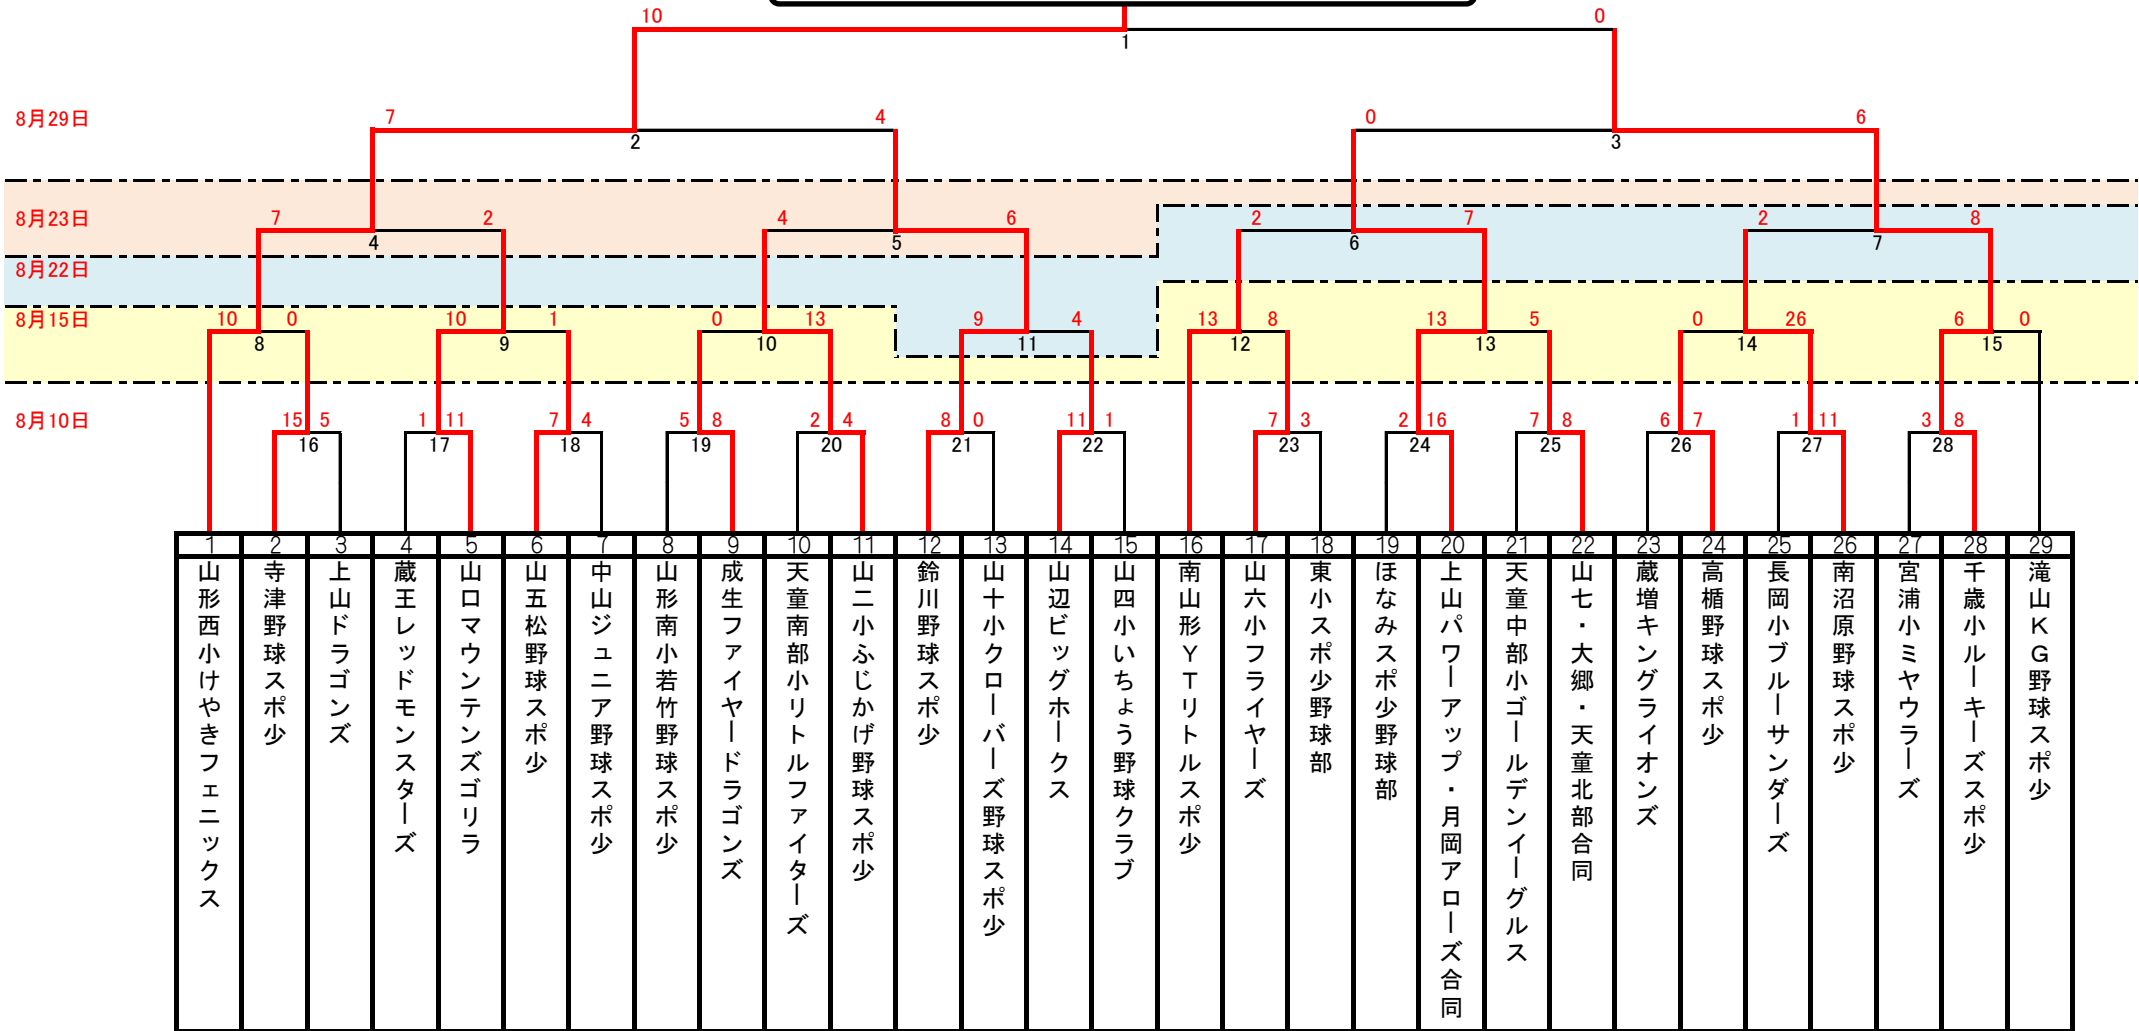 10 0
1
8月29日 7 4 0 6
2 3
8月23日 7 2 4 6 2 7 2 8
4 5 6 7
8月22日
8月15日 10 0 10 1 0 13 9 4 13 8 13 5 0 26 6 0
8 9 10 11 12 13 14 15
8月10日 15 5 1 11 7 4 5 8 2 4 8 0 11 1 7 3 2 16 7 8 6 7 1 11 3 8
16 17 18 19 20 21 22 23 24 25 26 27 28
1 2 3 4 5 6 7 8 9 10 11 12 13 14 15 16 17 18 19 20 21 22 23 24 25 26 27 28 29
山形西小けやきフェニックス
寺津野球スポ少
上山ドラゴンズ
蔵王レッドモンスターズ
山口マウンテンズゴリラ
山五松野球スポ少
中山ジュニア野球スポ少
山形南小若竹野球スポ少
成生ファイヤードラゴンズ
天童南部小リトルファイターズ
山二小ふじかげ野球スポ少
鈴川野球スポ少
山十小クローバーズ野球スポ少
山辺ビッグホークス
山四小いちょう野球クラブ
南山形YTリトルスポ少
山六小フライヤーズ
東小スポ少野球部
ほなみスポ少野球部
上山パワーアップ・月岡アローズ合同
天童中部小ゴールデンイーグルス
山七・大郷・天童北部合同
蔵増キングライオンズ
高楯野球スポ少
長岡小ブルーサンダーズ
南沼原野球スポ少
宮浦小ミヤウラーズ
千歳小ルーキーズスポ少
滝山KG野球スポ少